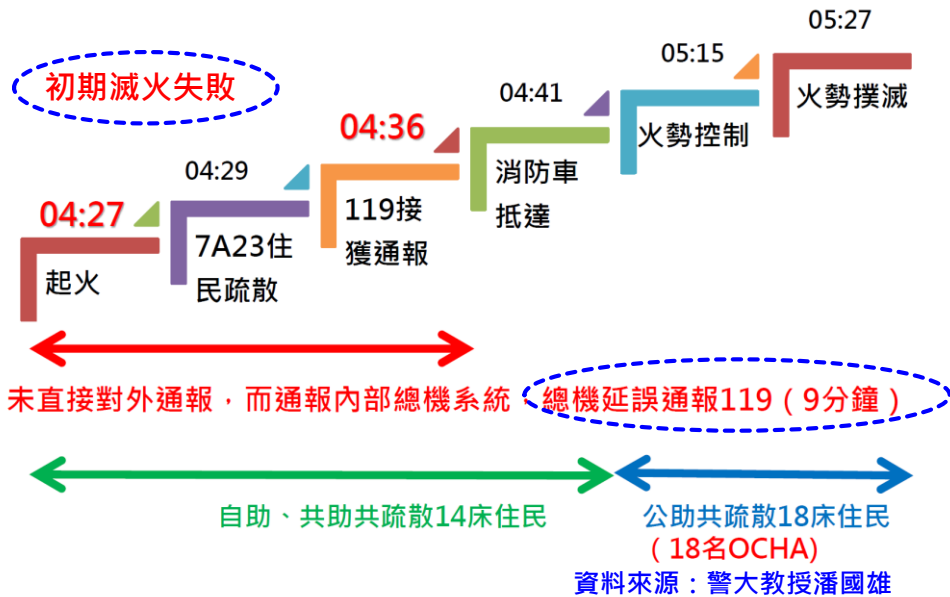 初期滅火失敗
04:27
起火
04:29
7A23住
民疏散
04:36
119接
獲通報
04:41
消防車
抵達
05:15
火勢控制
05:27
火勢撲滅
未直接對外通報，而通報內部總機系統，總機延誤通報119（9分鐘）
自助、共助共疏散14床住民
公助共疏散18床住民
（18名OCHA)
資料來源：警大教授潘國雄